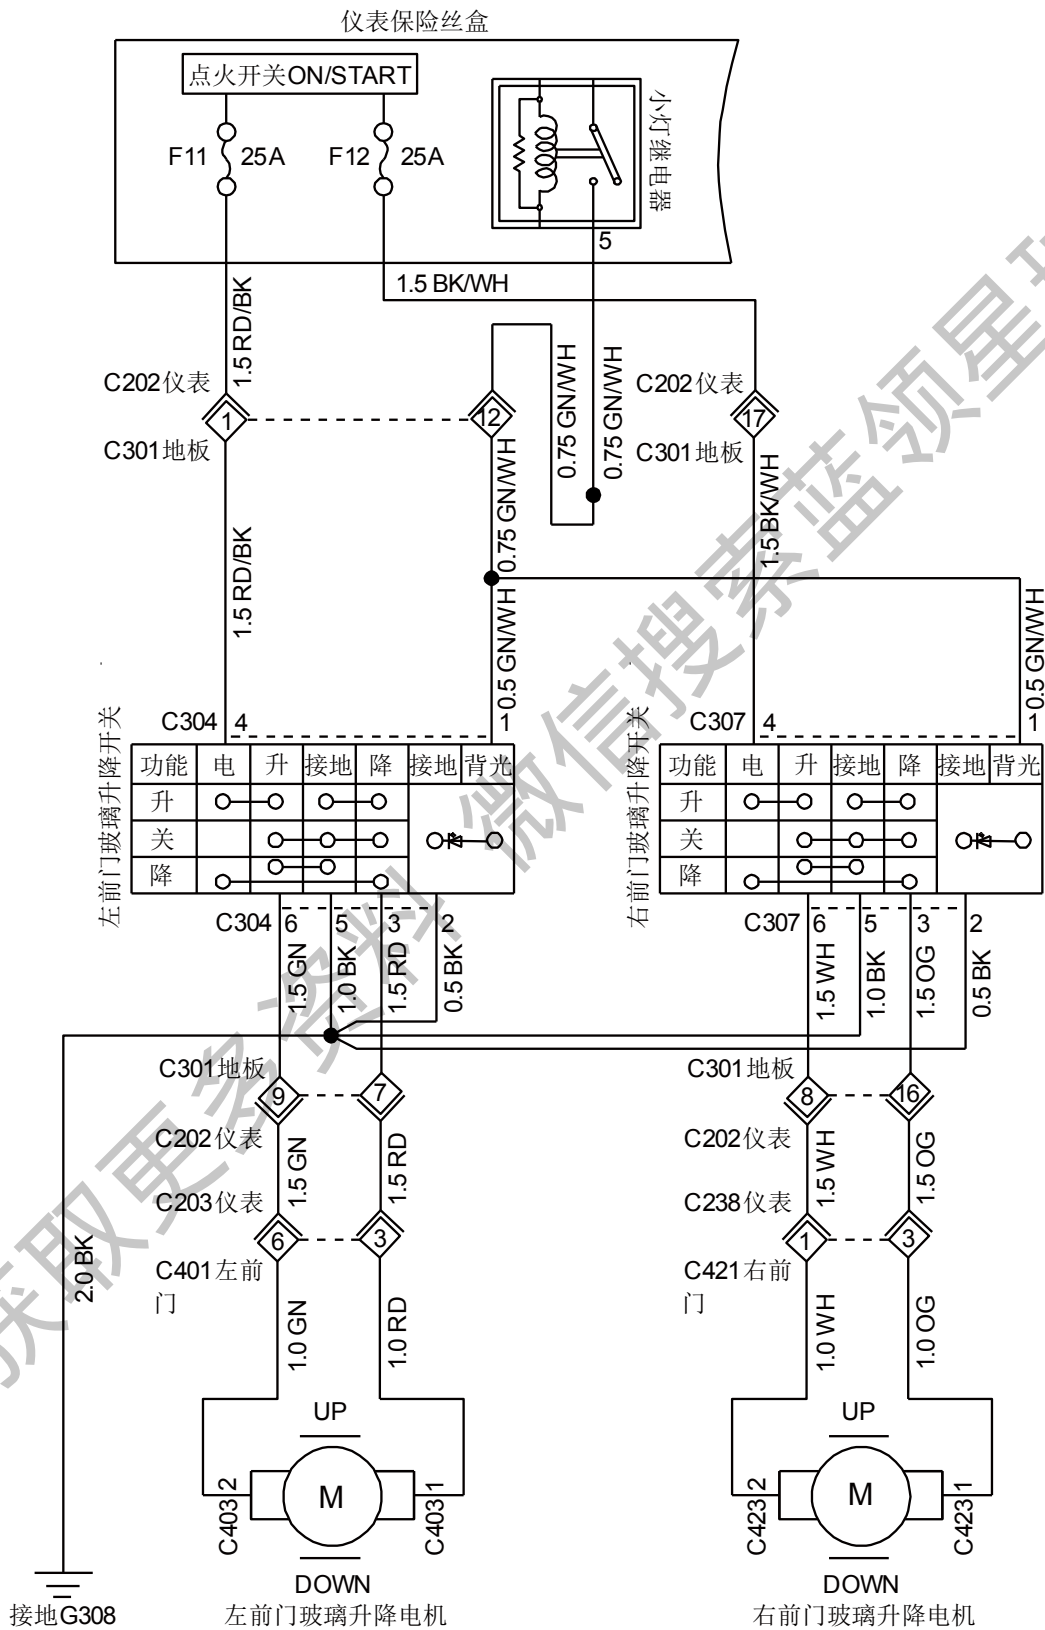 仪表保险丝盒
点火开关ON/START
F11
25A
F12
25A
小灯继电器
5
1.5 RD/BK
1.5 BK/WH
0.75 GN/WH
0.75 GN/WH
C202仪表
1
C301地板
12
C202仪表
17
C301地板
1.5 RD/BK
0.75 GN/WH
1.5 BK/WH
0.5 GN/WH
0.5 GN/WH
左前门玻璃升降开关
C304
4
1
右前门玻璃升降开关
C307
4
1
功能 电 升 接地 降 接地 背光
升
关
降
功能 电 升 接地 降 接地 背光
升
关
降
C304
6
5
3
2
C307
6
5
3
2
1.5 GN
1.0 BK
1.5 RD
0.5 BK
1.5 WH
1.0 BK
1.5 OG
0.5 BK
C301地板
9
7
C202仪表
C301地板
8
16
C202仪表
1.5 GN
1.5 RD
1.5 WH
1.5 OG
C203仪表
6
3
C401左前
门
C238仪表
1
3
C421右前
门
2.0 BK
1.0 GN
1.0 RD
1.0 WH
1.0 OG
UP
M
C403
2
C403
1
DOWN
左前门玻璃升降电机
UP
M
C423
2
C423
1
DOWN
右前门玻璃升降电机
接地G308
获取更多资料 微信搜索蓝领星球